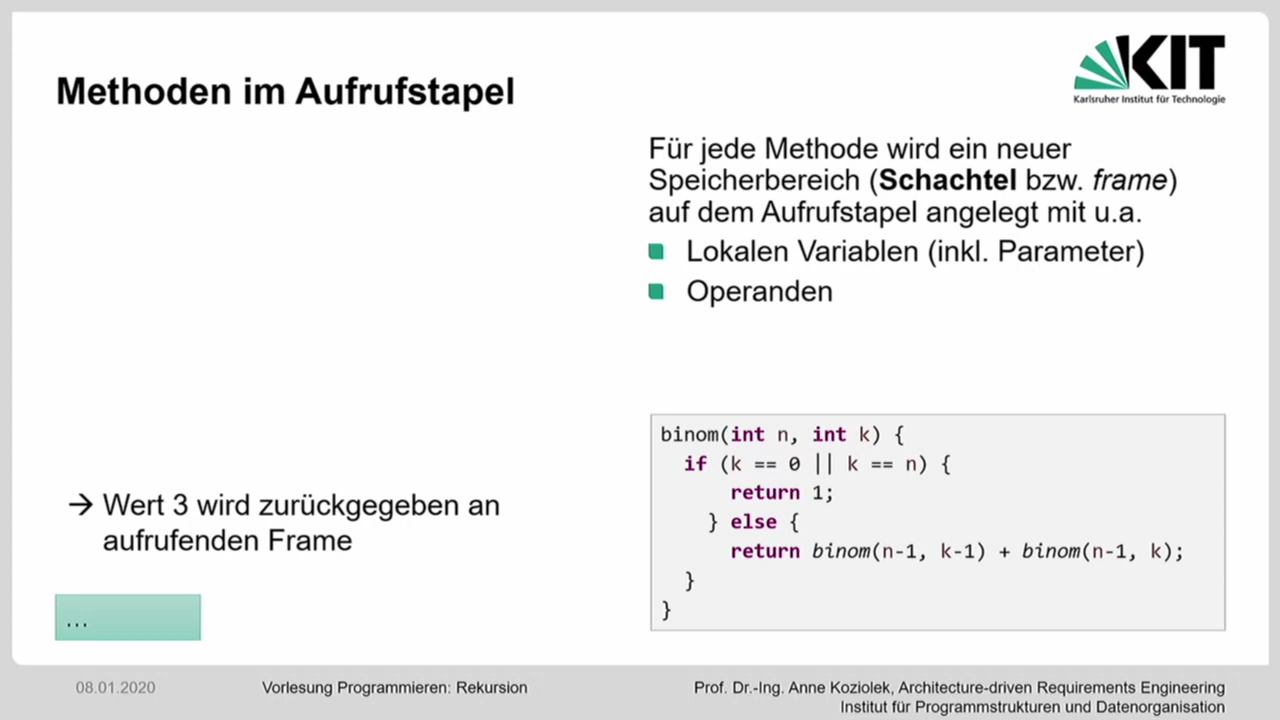 KIT
Karlsruher Institut für Technologie
Methoden im Aufrufstapel
Für jede Methode wird ein neuer
Speicherbereich (Schachtel bzw. frame)
auf dem Aufrufstapel angelegt mit u.a.
Lokalen Variablen (inkl. Parameter)
Operanden
binom(int n, int k) {
if (k == 0 || k == n) {
return 1;
} else {
return binom(n-1, k-1) + binom(n-1, k);
}
}
→ Wert 3 wird zurückgegeben an
aufrufenden Frame
...
08.01.2020
Vorlesung Programmieren: Rekursion
Prof. Dr.-Ing. Anne Koziolek, Architecture-driven Requirements Engineering
Institut für Programmstrukturen und Datenorganisation